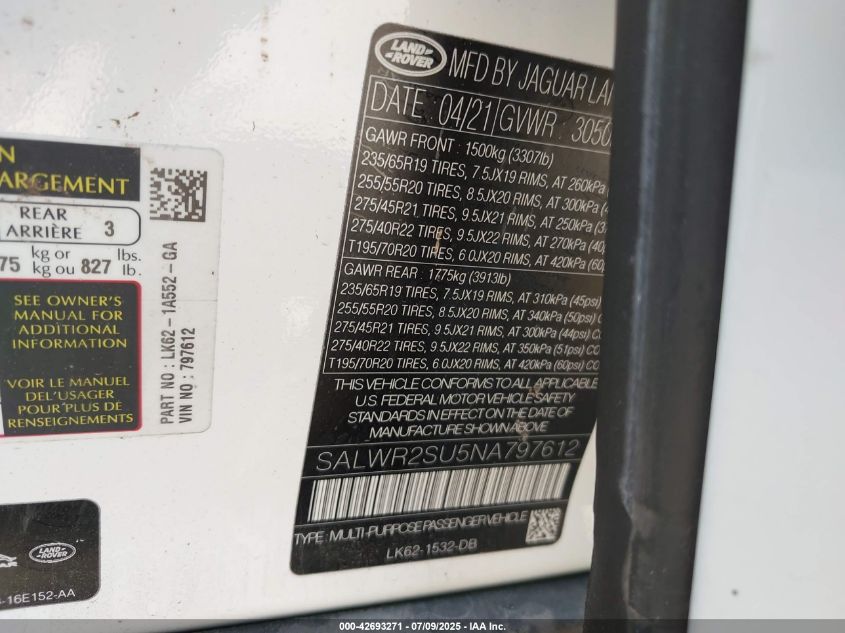 N
ARGEMENT
REAR
ARRIÈRE 3
75 kg or 827 lbs.
kg ou lb.
SEE OWNER'S
MANUAL FOR
ADDITIONAL
INFORMATION
VOIR LE MANUEL
DEL'USAGER
POUR PLUS DE
RENSEIGNEMENTS
PART NO : LK62 - 1A552 - GA
VIN NO : 797612
LAND
ROVER
-16E152-AA
LAND
ROVER
MFD BY JAGUAR LA
DATE : 04/21 GVWR : 3050
GAWR FRONT : 1500kg (3307lb)
235/65R19 TIRES, 7.5JX19 RIMS, AT 260kPa
255/55R20 TIRES, 8.5JX20 RIMS, AT 300kPa (4
275/45R21 TIRES, 9.5JX21 RIMS, AT 250kPa (3
275/40R22 TIRES, 9.5JX22 RIMS, AT 270kPa (40
T195/70R20 TIRES, 6.0JX20 RIMS, AT 420kPa (60
GAWR REAR : 1775kg (3913lb)
235/65R19 TIRES, 7.5JX19 RIMS, AT 310kPa (45psi)
255/55R20 TIRES, 8.5JX20 RIMS, AT 340kPa (50psi) C
275/45R21 TIRES, 9.5JX21 RIMS, AT 300kPa (44psi) C
275/40R22 TIRES, 9.5JX22 RIMS, AT 350kPa (51psi) CO
T195/70R20 TIRES, 6.0JX20 RIMS, AT 420kPa (60psi) C
THIS VEHICLE CONFORMS TO ALL APPLICABLE
U.S. FEDERAL MOTOR VEHICLE SAFETY
STANDARDS IN EFFECT ON THE DATE OF
MANUFACTURE SHOWN ABOVE
SALWR2SU5NA797612
TYPE : MULTI-PURPOSE PASSENGER VEHICLE
LK62-1532-DB
000-42693271 | 07/09/2025 - IAA Inc.